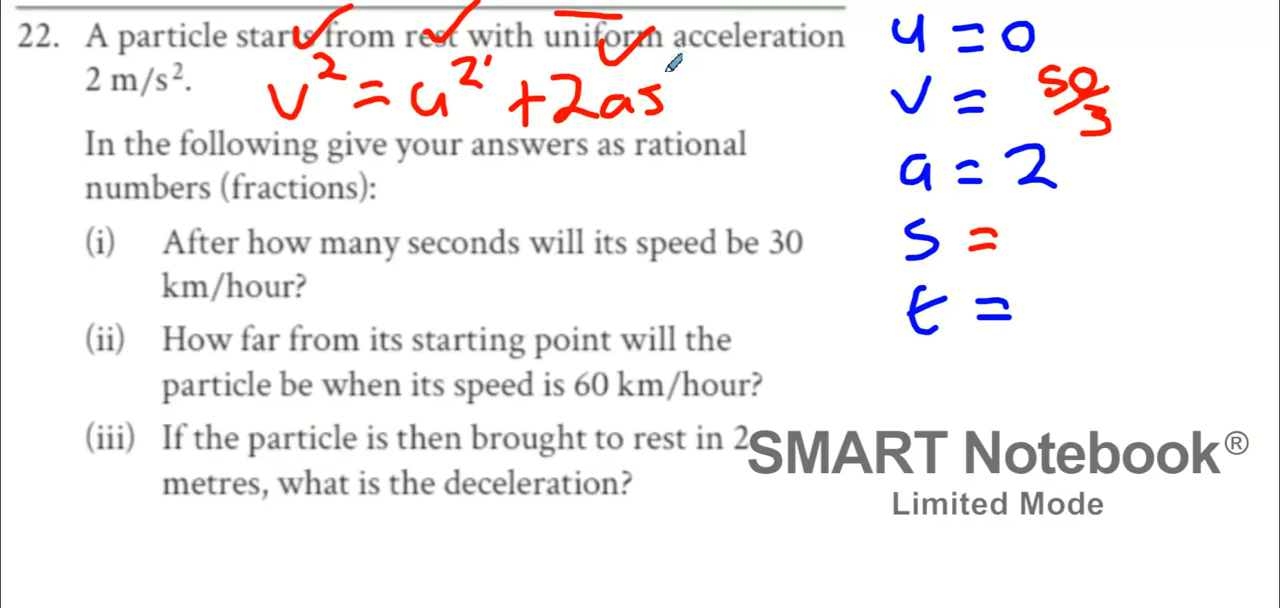 22. A particle starts from rest with uniform acceleration
2 m/s².
v² = u² + 2as
In the following give your answers as rational
numbers (fractions):
(i) After how many seconds will its speed be 30
km/hour?
(ii) How far from its starting point will the
particle be when its speed is 60 km/hour?
(iii) If the particle is then brought to rest in 2
metres, what is the deceleration?
u = 0
v = 50/3
a = 2
s =
t =
SMART Notebook®
Limited Mode